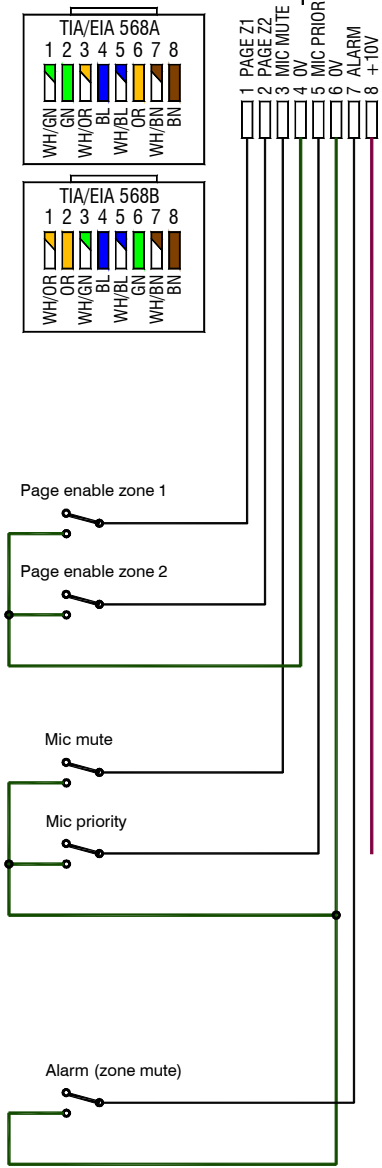 TIA/EIA 568A
1 2 3 4 5 6 7 8
WH/GN
GN
WH/OR
BL
WH/BL
OR
WH/BN
BN
TIA/EIA 568B
1 2 3 4 5 6 7 8
WH/OR
OR
WH/GN
BL
WH/BL
GN
WH/BN
BN
1 PAGE Z1
2 PAGE Z2
3 MIC MUTE
4 0V
5 MIC PRIOR
6 0V
7 ALARM
8 +10V
Page enable zone 1
Page enable zone 2
Mic mute
Mic priority
Alarm (zone mute)